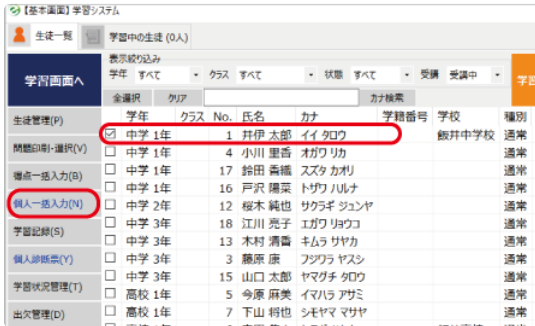 【基本画面】学習システム
生徒一覧 学習中の生徒 (0人)
表示絞り込み
学年 すべて クラス すべて 状態 すべて 受講 受講中
学習画面へ
学習
全選択 クリア カナ検索
学年 クラス No. 氏名 カナ 学籍番号 学校 種別
生徒管理(P)
中学 1年 1 井伊 太郎 イイ タロウ 飯井中学校 通常
問題印刷・選択(V)
中学 1年 4 小川 里香 オガワ リカ 通常
中学 1年 17 鈴田 香織 スズタ カオリ 通常
得点一括入力(B)
中学 1年 16 戸沢 陽菜 トザワ ハルナ 通常
個人一括入力(N)
中学 2年 12 桜木 純也 サクラギ ジュンヤ 通常
中学 3年 18 江川 亮子 エガワ リョウコ 通常
学習記録(S)
中学 3年 13 木村 清香 キムラ サヤカ 通常
個人診断票(Y)
中学 3年 3 藤原 康 フジワラ ヤスシ 通常
中学 3年 15 山口 太郎 ヤマグチ タロウ 通常
学習状況管理(T)
高校 1年 5 今原 麻美 イマハラ アサミ 通常
出欠管理(D)
高校 1年 7 下山 将也 シモヤマ マサヤ 通常